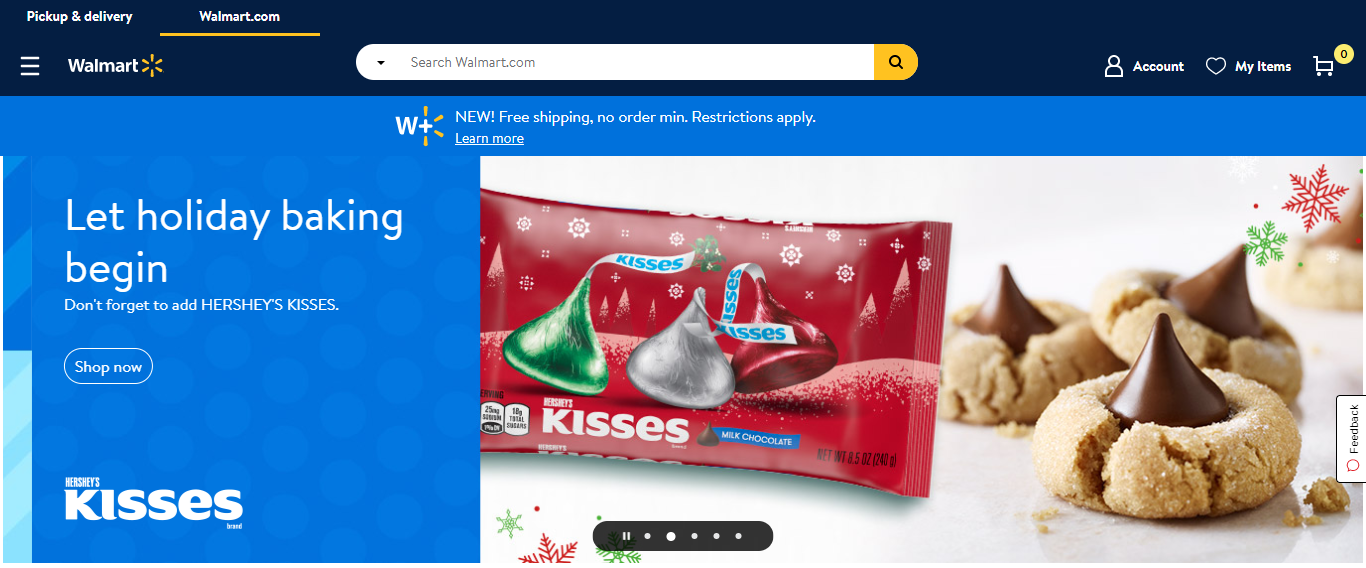 Pickup & delivery
Walmart.com
Walmart
Search Walmart.com
Account
My Items
0
W+
NEW! Free shipping, no order min. Restrictions apply.
Learn more
Let holiday baking
begin
Don't forget to add HERSHEY'S KISSES.
Shop now
HERSHEY'S
KISSES
brand
KISSES
KISSES
KISSES
25mg
SODIUM
1% DV
18g
TOTAL
SUGARS
HERSHEY'S
KISSES
MILK CHOCOLATE
NET WT 8.5 OZ (240 g)
Feedback